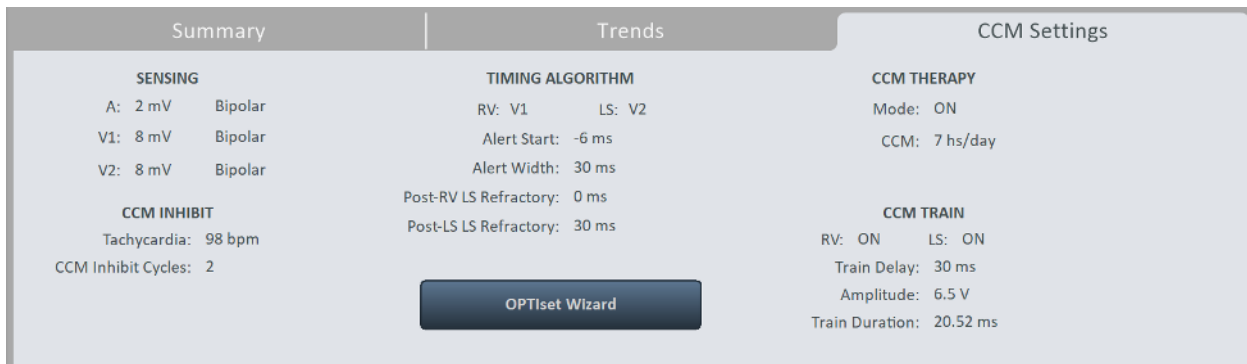 Summary
Trends
CCM Settings
SENSING
A: 2 mV Bipolar
V1: 8 mV Bipolar
V2: 8 mV Bipolar
CCM INHIBIT
Tachycardia: 98 bpm
CCM Inhibit Cycles: 2
TIMING ALGORITHM
RV: V1 LS: V2
Alert Start: -6 ms
Alert Width: 30 ms
Post-RV LS Refractory: 0 ms
Post-LS LS Refractory: 30 ms
OPTIset Wizard
CCM THERAPY
Mode: ON
CCM: 7 hs/day
CCM TRAIN
RV: ON LS: ON
Train Delay: 30 ms
Amplitude: 6.5 V
Train Duration: 20.52 ms